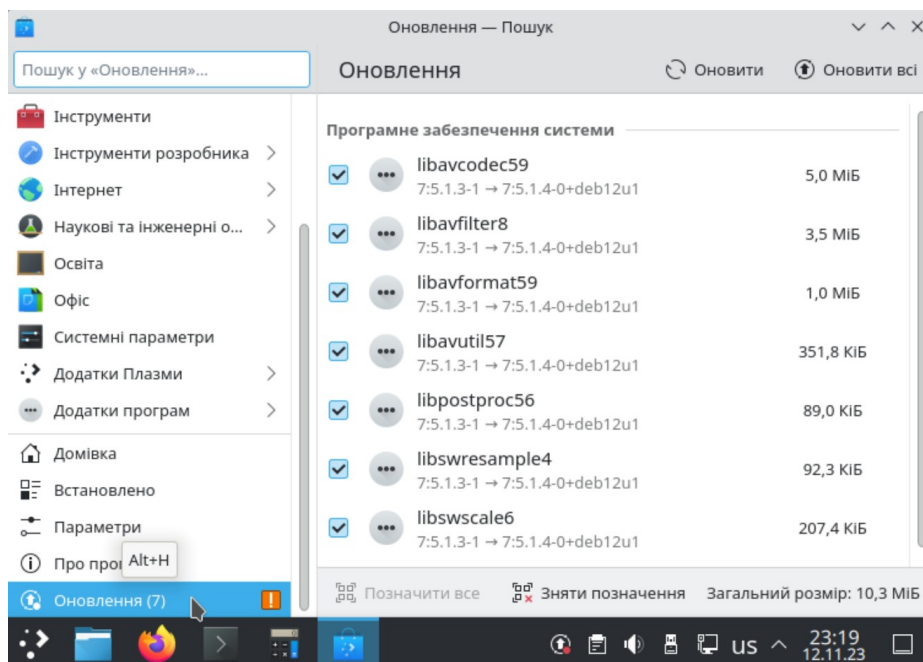 Оновлення — Пошук
Пошук у «Оновлення»...
Оновлення
Оновити
Оновити всі
Інструменти
Інструменти розробника
Інтернет
Наукові та інженерні о...
Освіта
Офіс
Системні параметри
Додатки Плазми
Додатки програм
Домівка
Встановлено
Параметри
Про про
Alt+H
Оновлення (7)
Програмне забезпечення системи
libavcodec59
7:5.1.3-1 → 7:5.1.4-0+deb12u1
5,0 МіБ
libavfilter8
7:5.1.3-1 → 7:5.1.4-0+deb12u1
3,5 МіБ
libavformat59
7:5.1.3-1 → 7:5.1.4-0+deb12u1
1,0 МіБ
libavutil57
7:5.1.3-1 → 7:5.1.4-0+deb12u1
351,8 КіБ
libpostproc56
7:5.1.3-1 → 7:5.1.4-0+deb12u1
89,0 КіБ
libswresample4
7:5.1.3-1 → 7:5.1.4-0+deb12u1
92,3 КіБ
libswscale6
7:5.1.3-1 → 7:5.1.4-0+deb12u1
207,4 КіБ
Позначити все
Зняти позначення
Загальний розмір: 10,3 МіБ
us
23:19
12.11.23